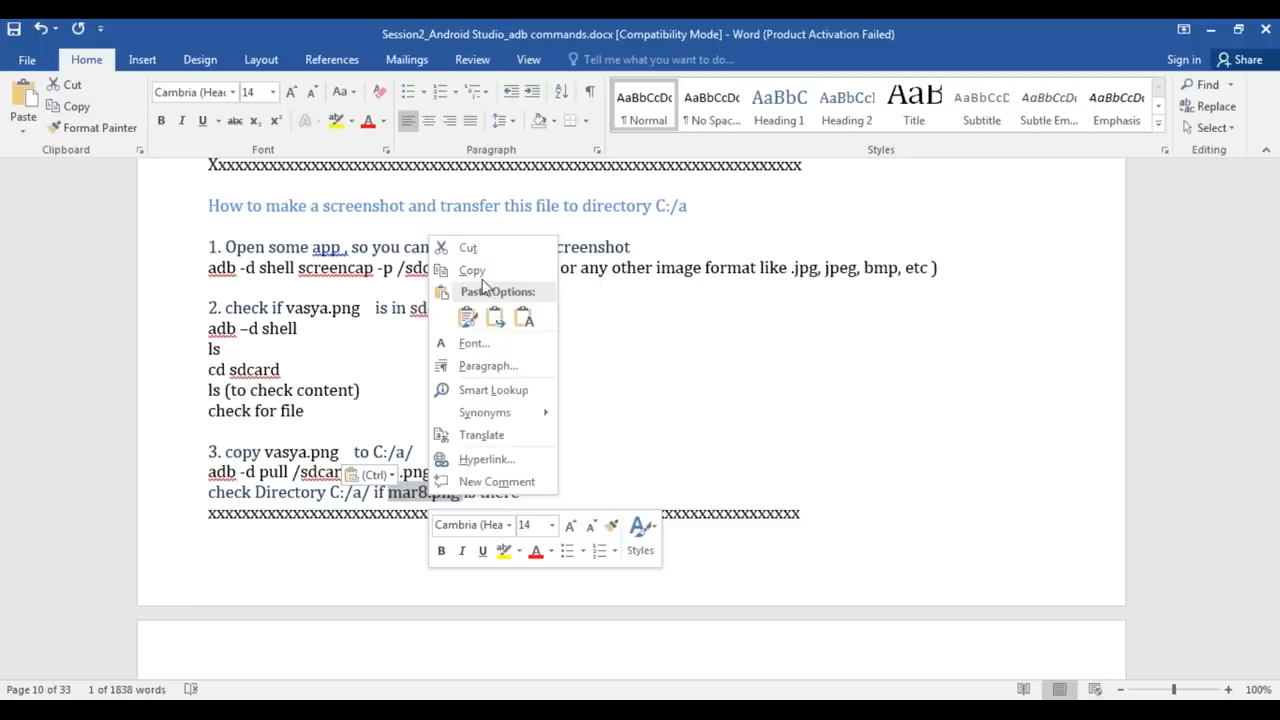 Session2_Android Studio_adb commands.docx [Compatibility Mode] - Word (Product Activation Failed)
File Home Insert Design Layout References Mailings Review View Tell me what you want to do... Sign in Share
Paste
Cut
Copy
Format Painter
Clipboard
Cambria (Hea 14
Font
Paragraph
AaBbCcDc ¶ Normal
AaBbCcDc ¶ No Spac...
AaBbC Heading 1
AaBbCcI Heading 2
AaB Title
AaBbCcD Subtitle
AaBbCcDc Subtle Em...
AaBbCcDc Emphasis
Styles
Find
Replace
Select
Editing
Xxxxxxxxxxxxxxxxxxxxxxxxxxxxxxxxxxxxxxxxxxxxxxxxxxxxxxxxxxxxxxxxxxxxxxx
How to make a screenshot and transfer this file to directory C:/a
1. Open some app , so you can creenshot
adb -d shell screencap -p /sdc or any other image format like .jpg, jpeg, bmp, etc )
2. check if vasya.png is in sd
adb –d shell
ls
cd sdcard
ls (to check content)
check for file
3. copy vasya.png to C:/a/
adb -d pull /sdcar .png
check Directory C:/a/ if mar8.png is there
xxxxxxxxxxxxxxxxxxxxxxxxxxx xxxxxxxxxxxxxxxxx
(Ctrl)
Cut
Copy
Paste Options:
Font...
Paragraph...
Smart Lookup
Synonyms
Translate
Hyperlink...
New Comment
Cambria (Hea 14
B I U A Styles
Page 10 of 33 1 of 1838 words 100%